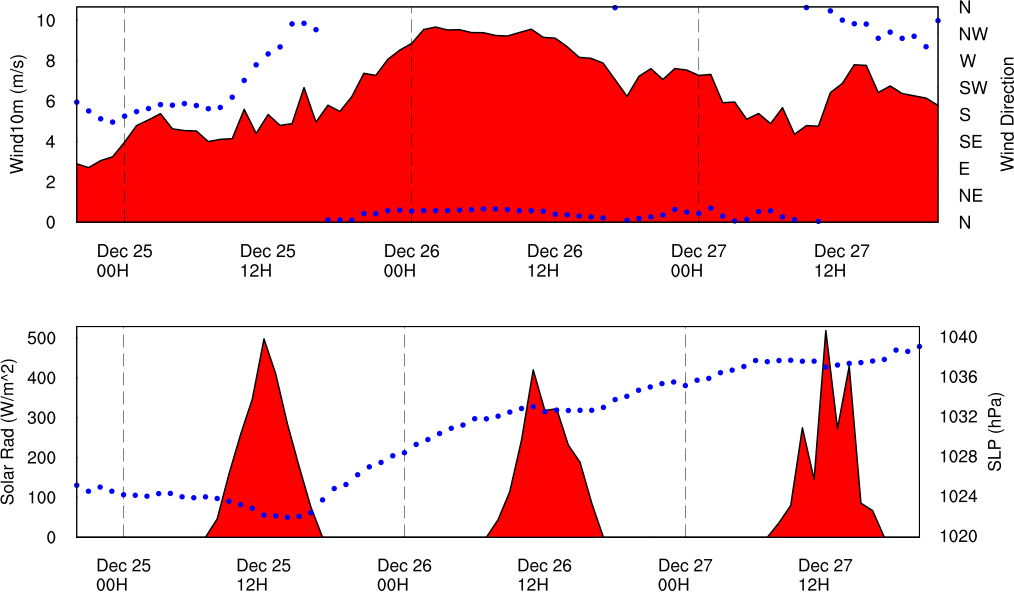 Wind10m (m/s)
10
8
6
4
2
0
N
NW
W
SW
S
SE
E
NE
N
Wind Direction
Dec 25 Dec 25 Dec 26 Dec 26 Dec 27 Dec 27
00H 12H 00H 12H 00H 12H
Solar Rad (W/m^2)
500
400
300
200
100
0
1040
1036
1032
1028
1024
1020
SLP (hPa)
Dec 25 Dec 25 Dec 26 Dec 26 Dec 27 Dec 27
00H 12H 00H 12H 00H 12H